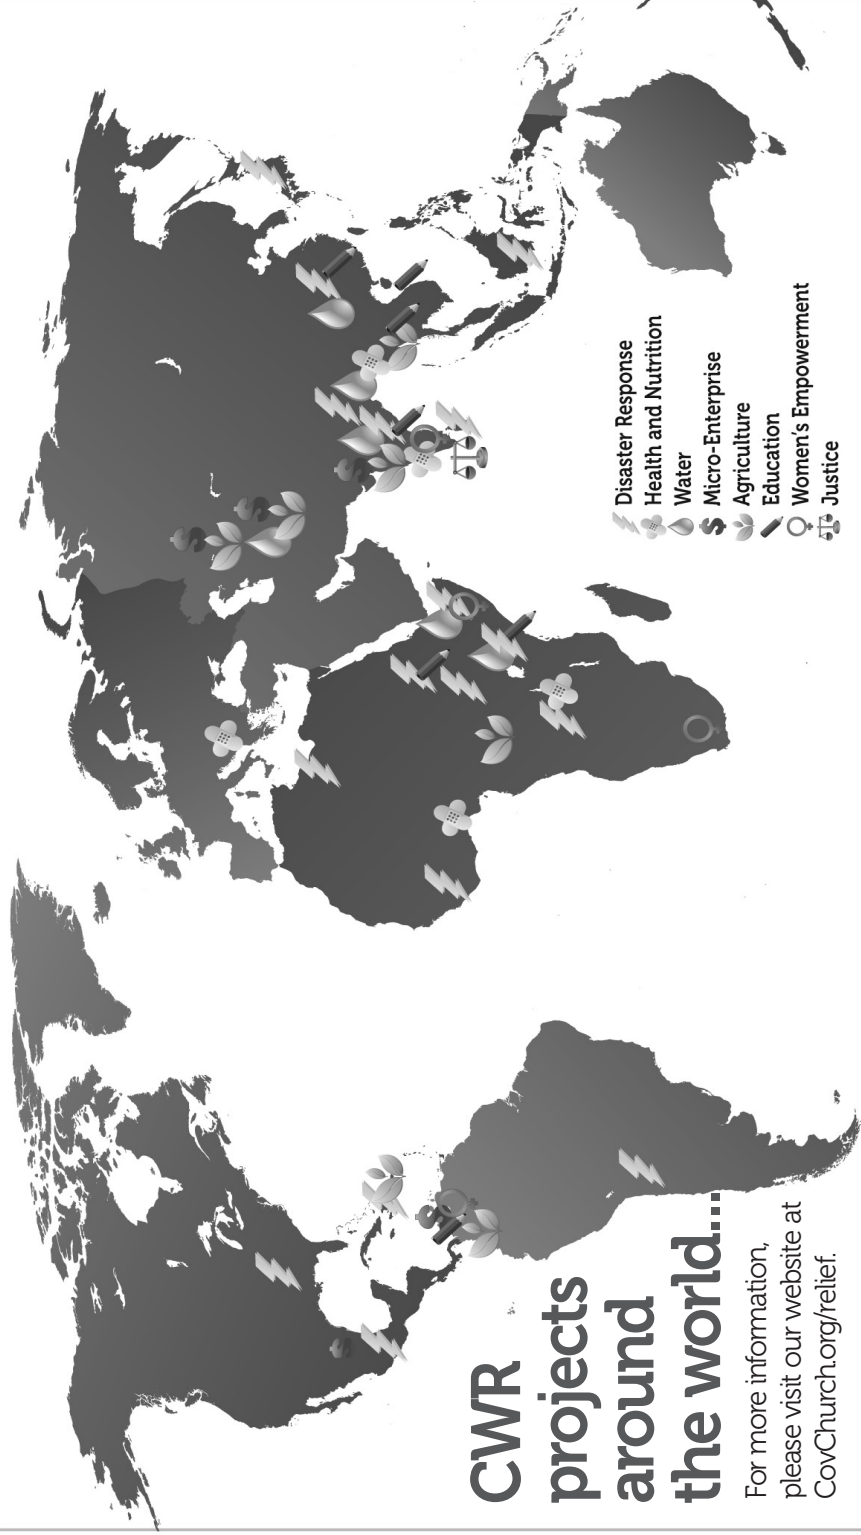 CWR
projects
around
the world...
For more information,
please visit our website at
CovChurch.org/relief.
Disaster Response
Health and Nutrition
Water
Micro-Enterprise
Agriculture
Education
Women's Empowerment
Justice